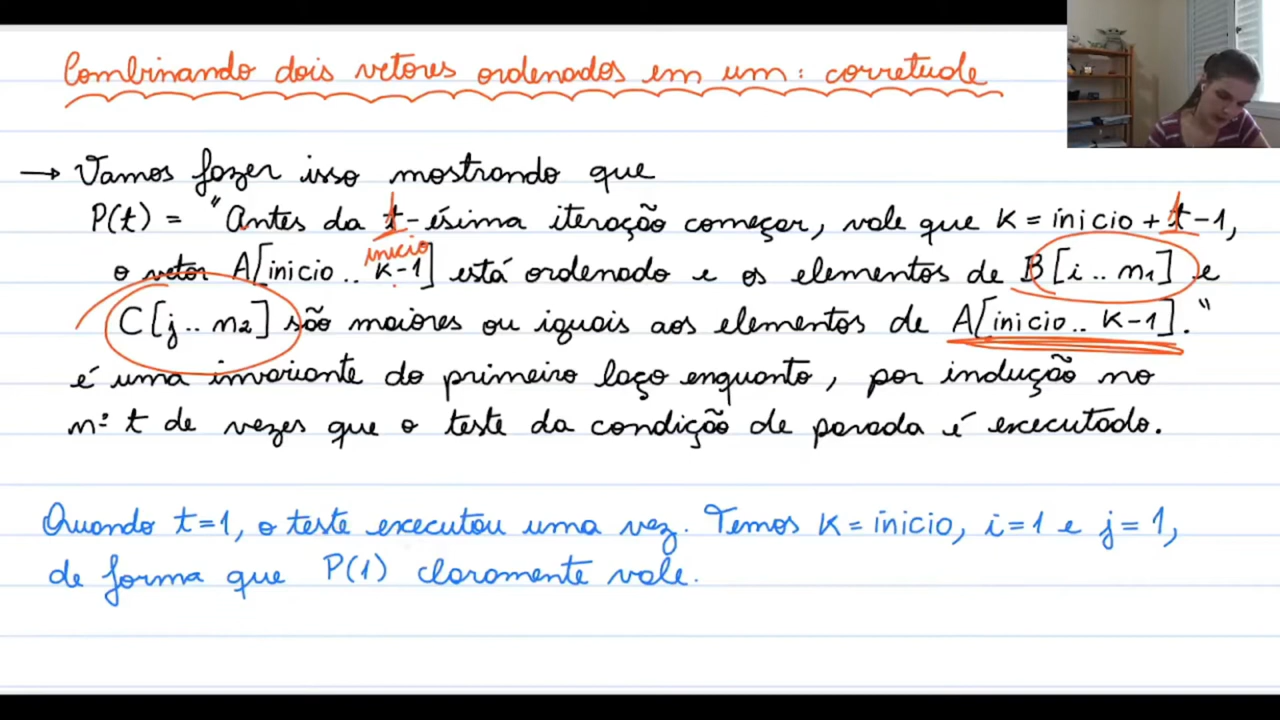 Combinando dois vetores ordenados em um: corretude
→ Vamos fazer isso mostrando que
P(t) = "Antes da t-ésima iteração começar, vale que k = inicio + t - 1,
inicio
o vetor A[inicio .. k-1] está ordenado e os elementos de B[i .. n1] e
C[j .. n2] são maiores ou iguais aos elementos de A[inicio .. k-1]."
é uma invariante do primeiro laço enquanto, por indução no
nº t de vezes que o teste da condição de parada é executado.
Quando t=1, o teste executou uma vez. Temos k = inicio, i=1 e j=1,
de forma que P(1) claramente vale.